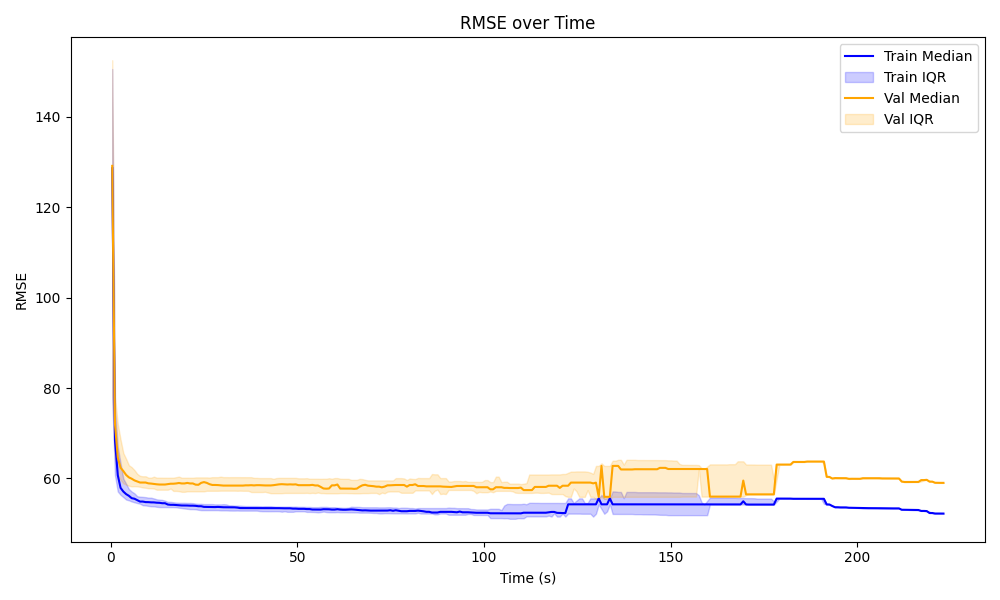 RMSE over Time
Train Median
Train IQR
Val Median
Val IQR
RMSE
140
120
100
80
60
0
50
100
150
200
Time (s)